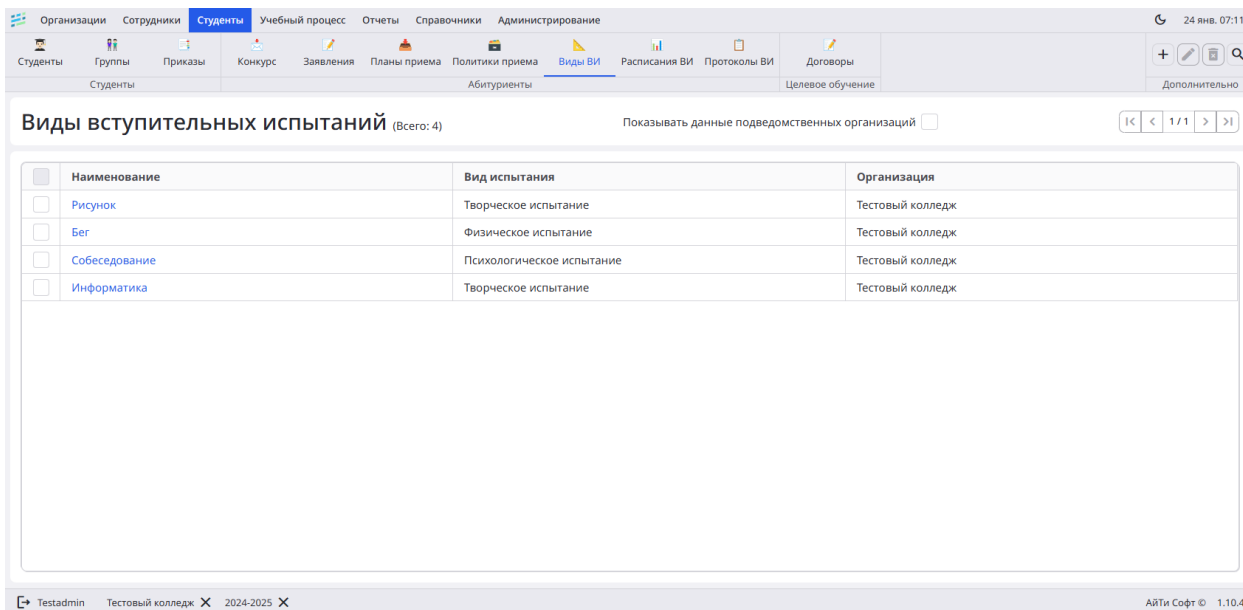 Организации Сотрудники Студенты Учебный процесс Отчеты Справочники Администрирование 24 янв. 07:11
Студенты Группы Приказы Конкурс Заявления Планы приема Политики приема Виды ВИ Расписания ВИ Протоколы ВИ Договоры
Студенты Абитуриенты Целевое обучение Дополнительно
Виды вступительных испытаний (Всего: 4) Показывать данные подведомственных организаций 1 / 1
Наименование Вид испытания Организация
Рисунок Творческое испытание Тестовый колледж
Бег Физическое испытание Тестовый колледж
Собеседование Психологическое испытание Тестовый колледж
Информатика Творческое испытание Тестовый колледж
Testadmin Тестовый колледж 2024-2025 АйТи Софт © 1.10.4